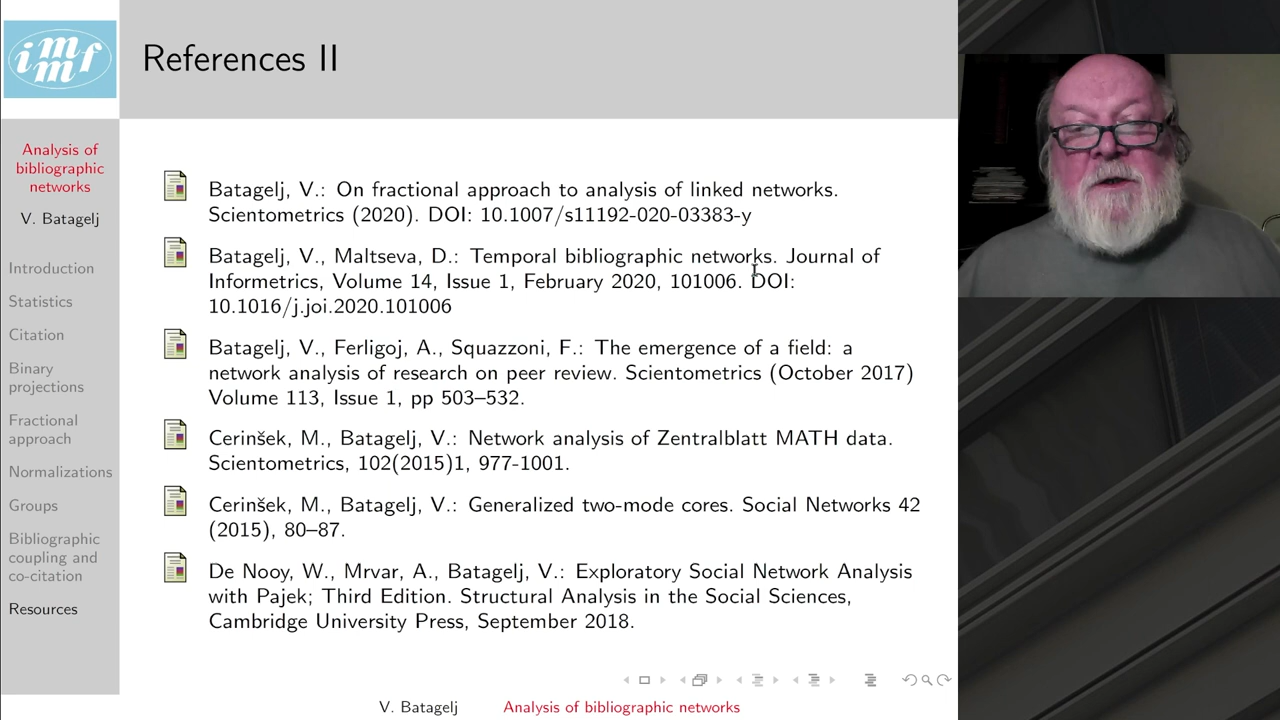 imfm
References II
Analysis of
bibliographic
networks
V. Batagelj
Introduction
Statistics
Citation
Binary
projections
Fractional
approach
Normalizations
Groups
Bibliographic
coupling and
co-citation
Resources
Batagelj, V.: On fractional approach to analysis of linked networks.
Scientometrics (2020). DOI: 10.1007/s11192-020-03383-y
Batagelj, V., Maltseva, D.: Temporal bibliographic networks. Journal of
Informetrics, Volume 14, Issue 1, February 2020, 101006. DOI:
10.1016/j.joi.2020.101006
Batagelj, V., Ferligoj, A., Squazzoni, F.: The emergence of a field: a
network analysis of research on peer review. Scientometrics (October 2017)
Volume 113, Issue 1, pp 503–532.
Cerinšek, M., Batagelj, V.: Network analysis of Zentralblatt MATH data.
Scientometrics, 102(2015)1, 977-1001.
Cerinšek, M., Batagelj, V.: Generalized two-mode cores. Social Networks 42
(2015), 80–87.
De Nooy, W., Mrvar, A., Batagelj, V.: Exploratory Social Network Analysis
with Pajek; Third Edition. Structural Analysis in the Social Sciences,
Cambridge University Press, September 2018.
V. Batagelj Analysis of bibliographic networks